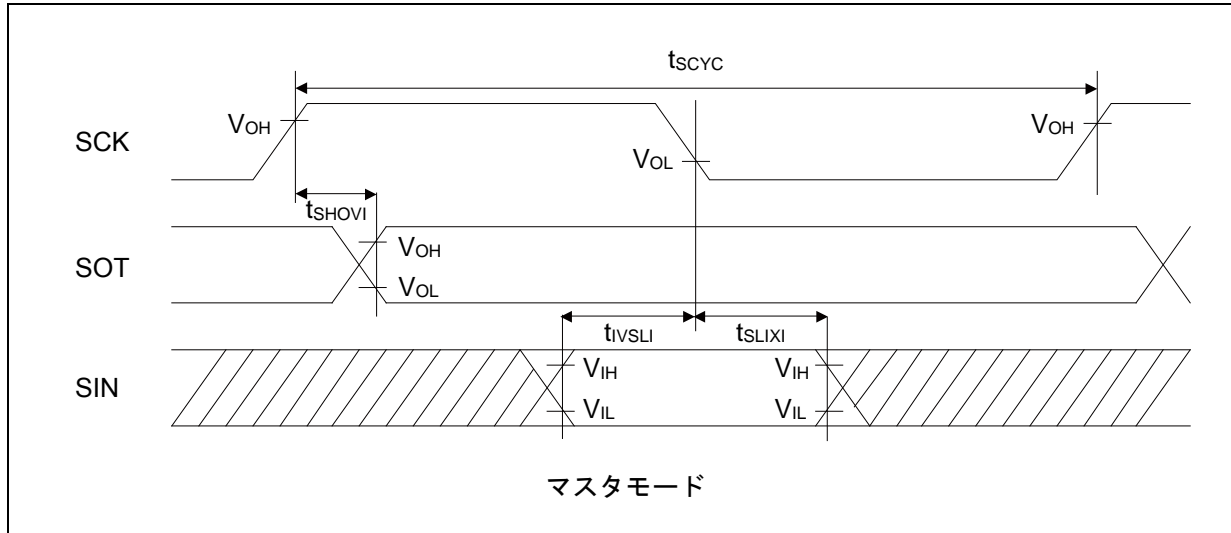 tSCYC
SCK
VOH
VOL
VOH
tSHOVI
SOT
VOH
VOL
tIVSLI
tSLIXI
SIN
VIH
VIH
VIL
VIL
マスタモード